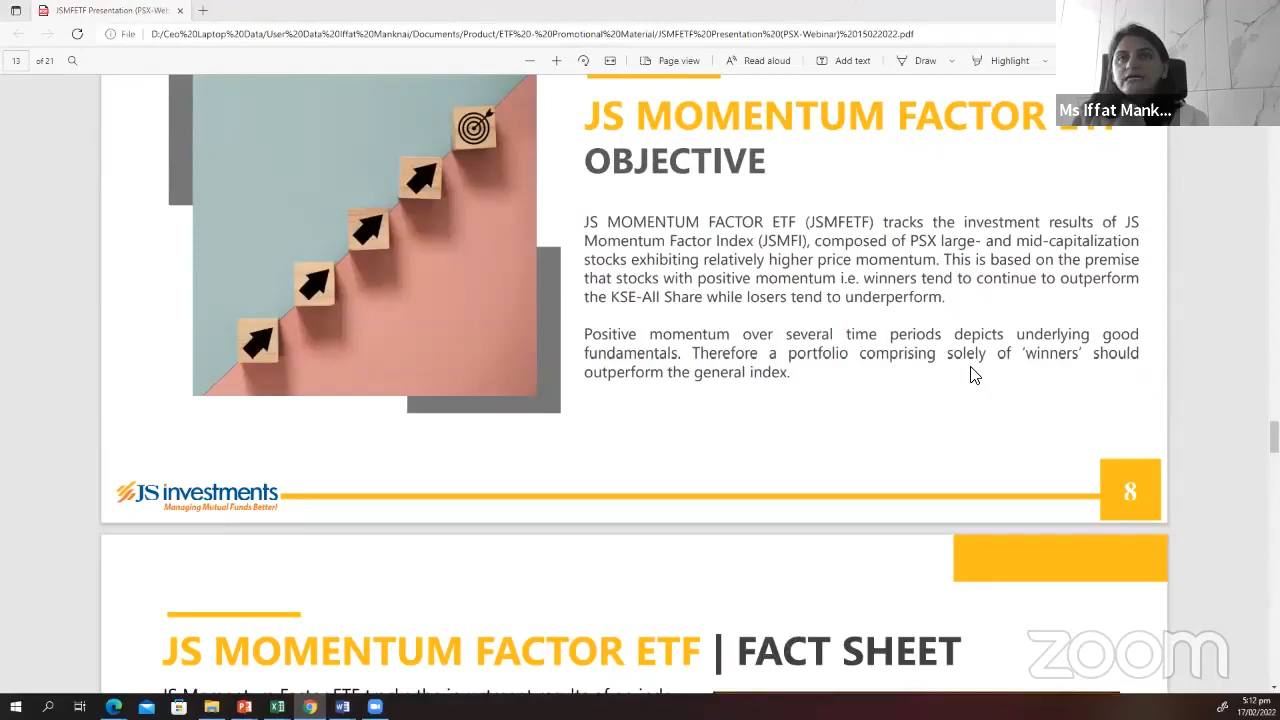 JSMFETF Presentation (PSX-Web
File
D:/Ceo%20Laptop%20Data/User%20Data%20Iffat%20Manknai/Documents/Product/ETF%20-%20Promotional%20Material/JSMFETF%20Presentation%20(PSX-Webinar)%2015022022.pdf
13 of 21
Page view
Read aloud
Add text
Draw
Highlight
Ms Iffat Mank...
JS MOMENTUM FACTOR
OBJECTIVE
JS MOMENTUM FACTOR ETF (JSMFETF) tracks the investment results of JS
Momentum Factor Index (JSMFI), composed of PSX large- and mid-capitalization
stocks exhibiting relatively higher price momentum. This is based on the premise
that stocks with positive momentum i.e. winners tend to continue to outperform
the KSE-All Share while losers tend to underperform.
Positive momentum over several time periods depicts underlying good
fundamentals. Therefore a portfolio comprising solely of ‘winners’ should
outperform the general index.
JS investments
Managing Mutual Funds Better!
8
JS MOMENTUM FACTOR ETF | FACT SHEET
zoom
5:12 pm
17/02/2022